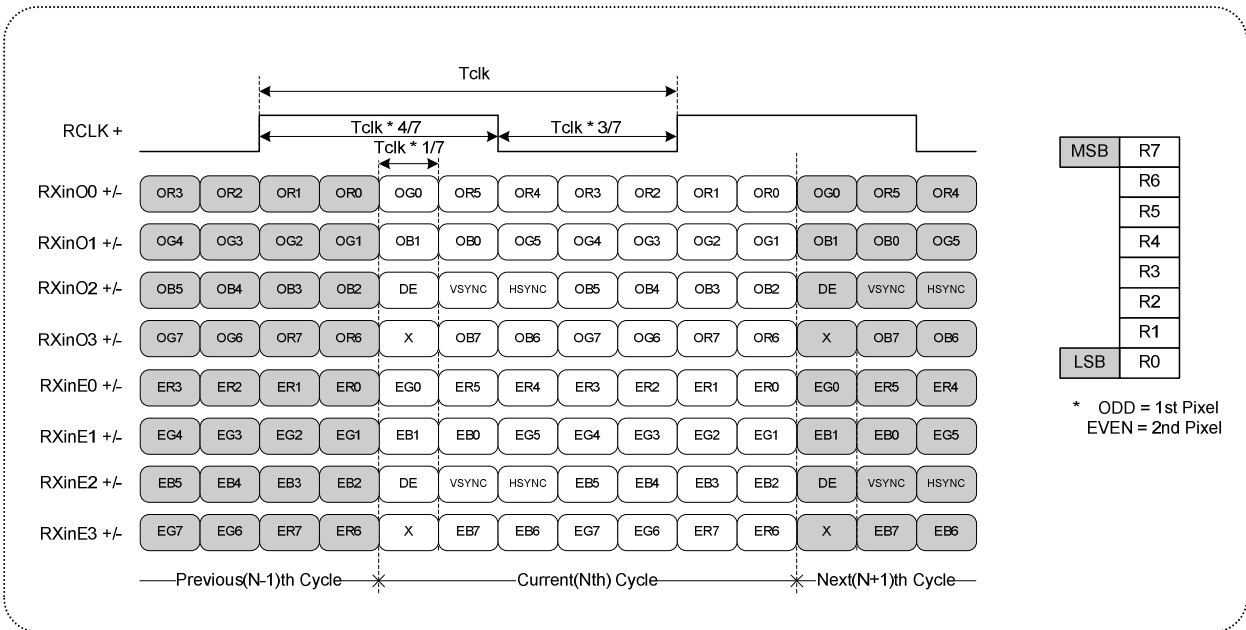 Tclk
RCLK +
Tclk * 4/7
Tclk * 3/7
Tclk * 1/7
RXinO0 +/- OR3 OR2 OR1 OR0 OG0 OR5 OR4 OR3 OR2 OR1 OR0 OG0 OR5 OR4
RXinO1 +/- OG4 OG3 OG2 OG1 OB1 OB0 OG5 OG4 OG3 OG2 OG1 OB1 OB0 OG5
RXinO2 +/- OB5 OB4 OB3 OB2 DE VSYNC HSYNC OB5 OB4 OB3 OB2 DE VSYNC HSYNC
RXinO3 +/- OG7 OG6 OR7 OR6 X OB7 OB6 OG7 OG6 OR7 OR6 X OB7 OB6
RXinE0 +/- ER3 ER2 ER1 ER0 EG0 ER5 ER4 ER3 ER2 ER1 ER0 EG0 ER5 ER4
RXinE1 +/- EG4 EG3 EG2 EG1 EB1 EB0 EG5 EG4 EG3 EG2 EG1 EB1 EB0 EG5
RXinE2 +/- EB5 EB4 EB3 EB2 DE VSYNC HSYNC EB5 EB4 EB3 EB2 DE VSYNC HSYNC
RXinE3 +/- EG7 EG6 ER7 ER6 X EB7 EB6 EG7 EG6 ER7 ER6 X EB7 EB6
Previous(N-1)th Cycle Current(Nth) Cycle Next(N+1)th Cycle
MSB R7
R6
R5
R4
R3
R2
R1
LSB R0
* ODD = 1st Pixel
EVEN = 2nd Pixel